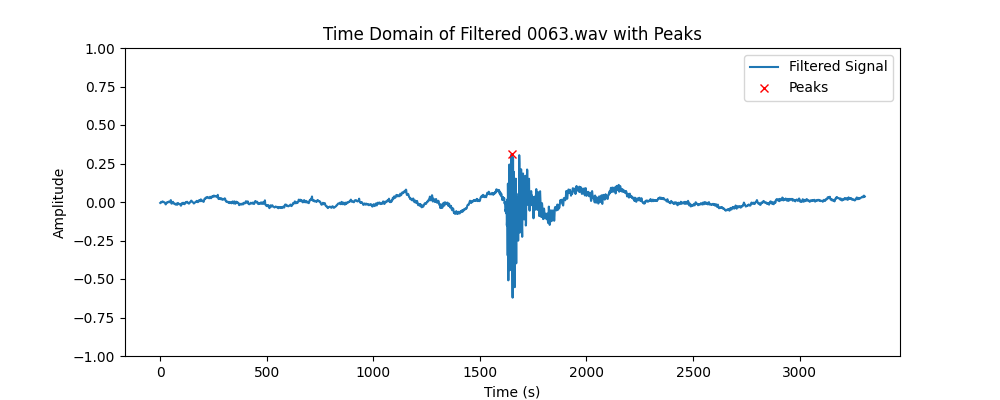 Time Domain of Filtered 0063.wav with Peaks
1.00
0.75
0.50
0.25
0.00
−0.25
−0.50
−0.75
−1.00
Amplitude
Filtered Signal
Peaks
0 500 1000 1500 2000 2500 3000
Time (s)